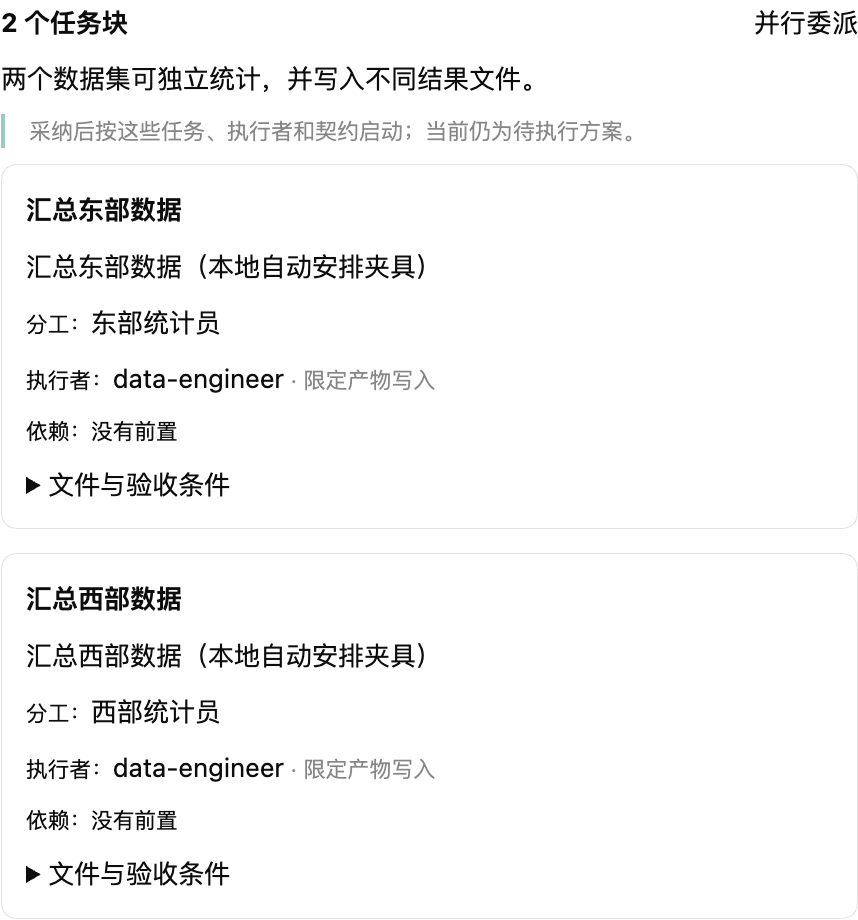 2 个任务块
并行委派
两个数据集可独立统计，并写入不同结果文件。
采纳后按这些任务、执行者和契约启动；当前仍为待执行方案。
汇总东部数据
汇总东部数据（本地自动安排夹具）
分工：东部统计员
执行者：data-engineer · 限定产物写入
依赖：没有前置
▶ 文件与验收条件
汇总西部数据
汇总西部数据（本地自动安排夹具）
分工：西部统计员
执行者：data-engineer · 限定产物写入
依赖：没有前置
▶ 文件与验收条件